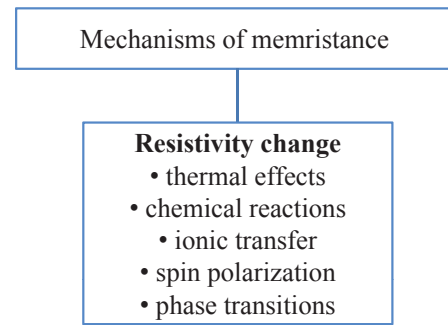 Mechanisms of memristance
Resistivity change
• thermal effects
• chemical reactions
• ionic transfer
• spin polarization
• phase transitions